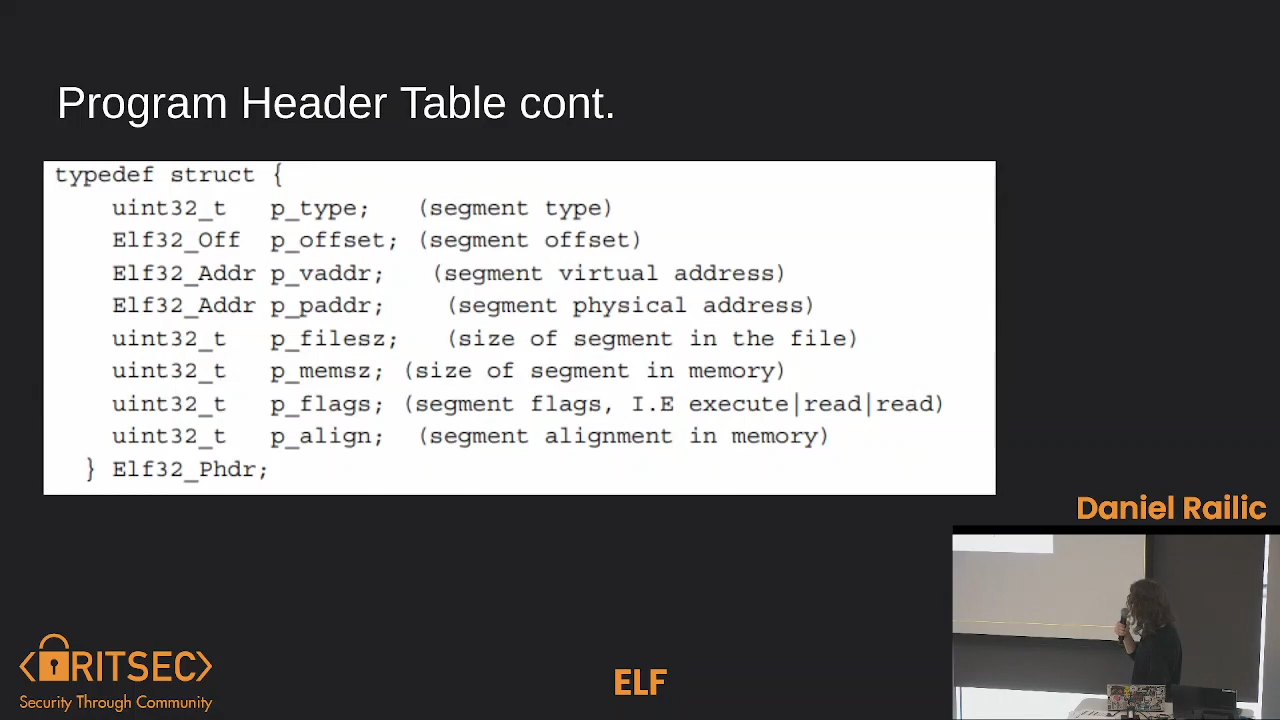 Program Header Table cont.
typedef struct {
uint32_t p_type; (segment type)
Elf32_Off p_offset; (segment offset)
Elf32_Addr p_vaddr; (segment virtual address)
Elf32_Addr p_paddr; (segment physical address)
uint32_t p_filesz; (size of segment in the file)
uint32_t p_memsz; (size of segment in memory)
uint32_t p_flags; (segment flags, I.E execute|read|read)
uint32_t p_align; (segment alignment in memory)
} Elf32_Phdr;
Daniel Railic
RITSEC
Security Through Community
ELF